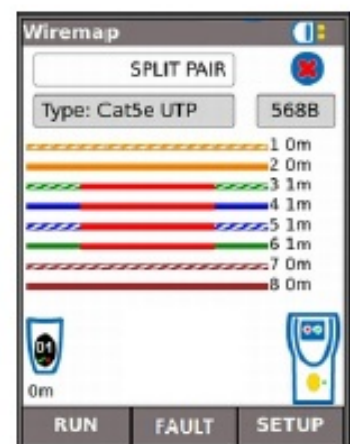 Wiremap
SPLIT PAIR
Type: Cat5e UTP 568B
1 0m
2 0m
3 1m
4 1m
5 1m
6 1m
7 0m
8 0m
01
0m
RUN FAULT SETUP